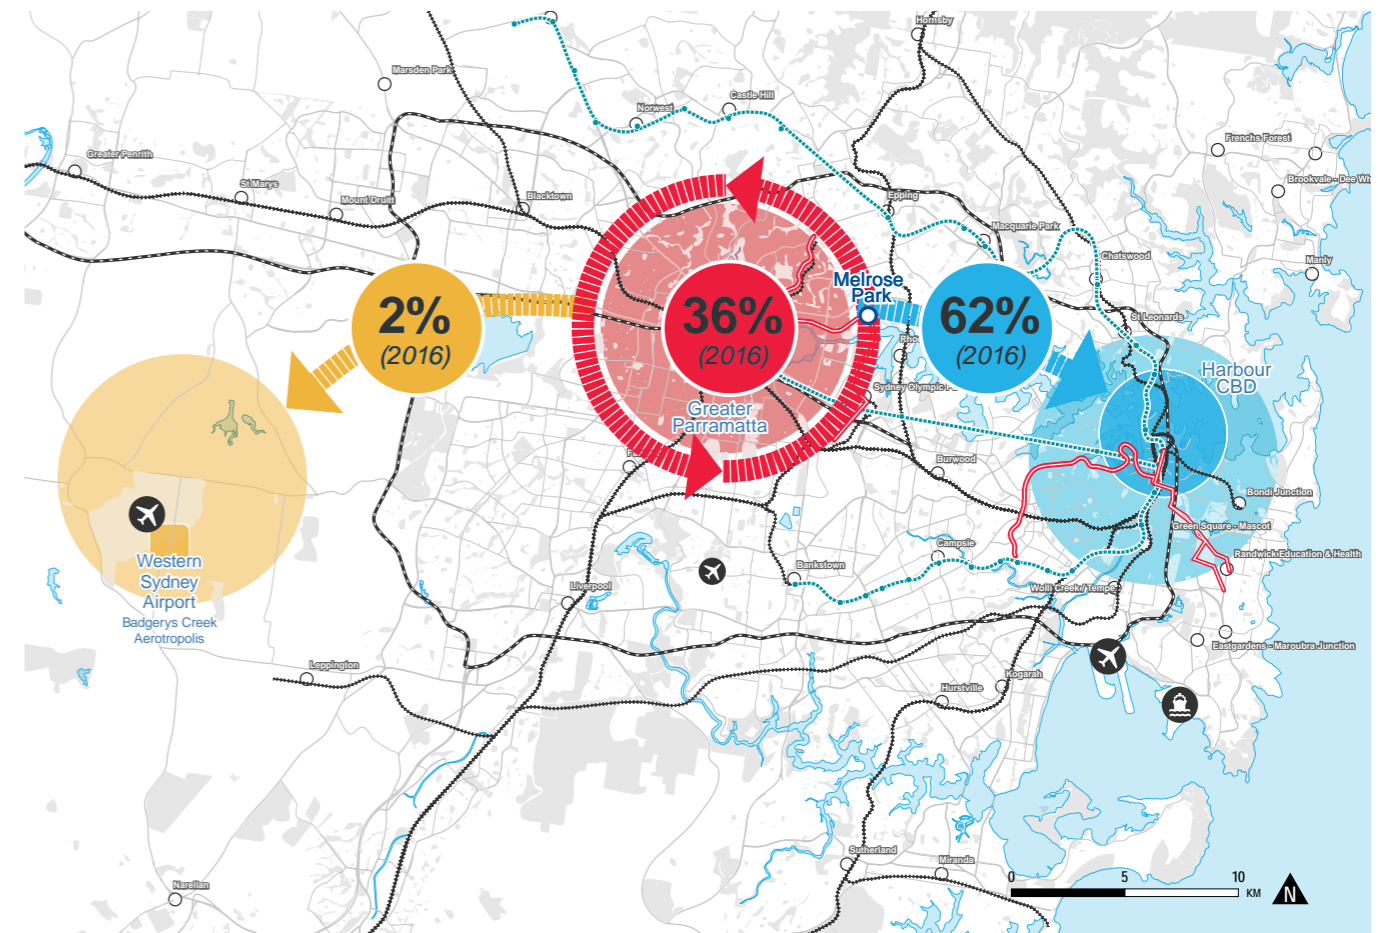 Hornsby
Marsden Park
Castle Hill
Norwest
Frenchs Forest
Greater Penrith
St Marys
Mount Druitt
Blacktown
Epping
Brookvale - Dee
Macquarie Park
Chatswood
Manly
Melrose
Park
2%
(2016)
36%
(2016)
62%
(2016)
St Leonards
Harbour
CBD
Sydney Olympic
Greater
Parramatta
Burwood
Bondi Junction
Green Square - Mascot
Western
Sydney
Airport
Badgerys Creek
Aerotropolis
Campsie
Bankstown
Randwick Education & Health
Liverpool
Wolli Creek / Tempe
Eastgardens - Maroubra Junction
Leppington
Kogarah
Hurstville
Sutherland
Miranda
Narellan
0
5
10
KM
N